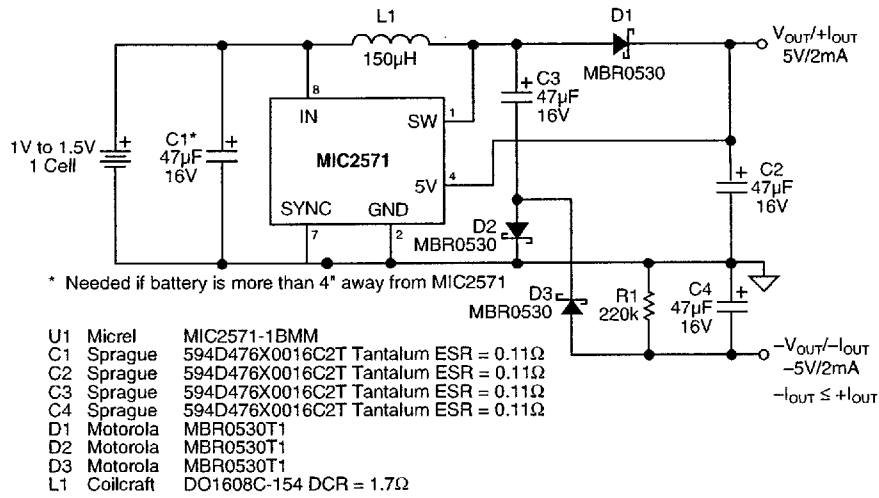 L1
150µH
D1
MBR0530
VOUT/+IOUT
5V/2mA
C3
47µF
16V
8
IN
1
SW
MIC2571
1V to 1.5V
1 Cell
C1*
47µF
16V
4
5V
C2
47µF
16V
SYNC
GND
7
2
D2
MBR0530
* Needed if battery is more than 4" away from MIC2571
D3
MBR0530
R1
220k
C4
47µF
16V
–VOUT/–IOUT
–5V/2mA
–IOUT ≤ +IOUT
U1 Micrel MIC2571-1BMM
C1 Sprague 594D476X0016C2T Tantalum ESR = 0.11Ω
C2 Sprague 594D476X0016C2T Tantalum ESR = 0.11Ω
C3 Sprague 594D476X0016C2T Tantalum ESR = 0.11Ω
C4 Sprague 594D476X0016C2T Tantalum ESR = 0.11Ω
D1 Motorola MBR0530T1
D2 Motorola MBR0530T1
D3 Motorola MBR0530T1
L1 Coilcraft DO1608C-154 DCR = 1.7Ω